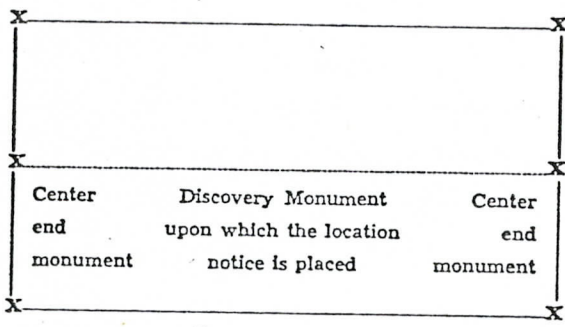 X X
X X
Center Discovery Monument Center
end upon which the location end
monument notice is placed monument
X X